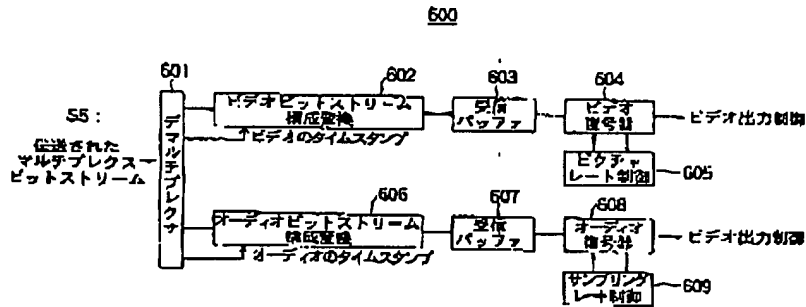 600
601
602
603
604
S5:
伝送された
マルチプレクス
ビットストリーム
デマルチプレクサ
ビデオビットストリーム
構成変換
ビデオのタイムスタンプ
受信
バッファ
ビデオ
復号器
ビデオ出力制御
ピクチャ
レート制御
605
606
607
608
オーディオビットストリーム
構成変換
オーディオのタイムスタンプ
受信
バッファ
オーディオ
復号器
ビデオ出力制御
サンプリング
レート制御
609